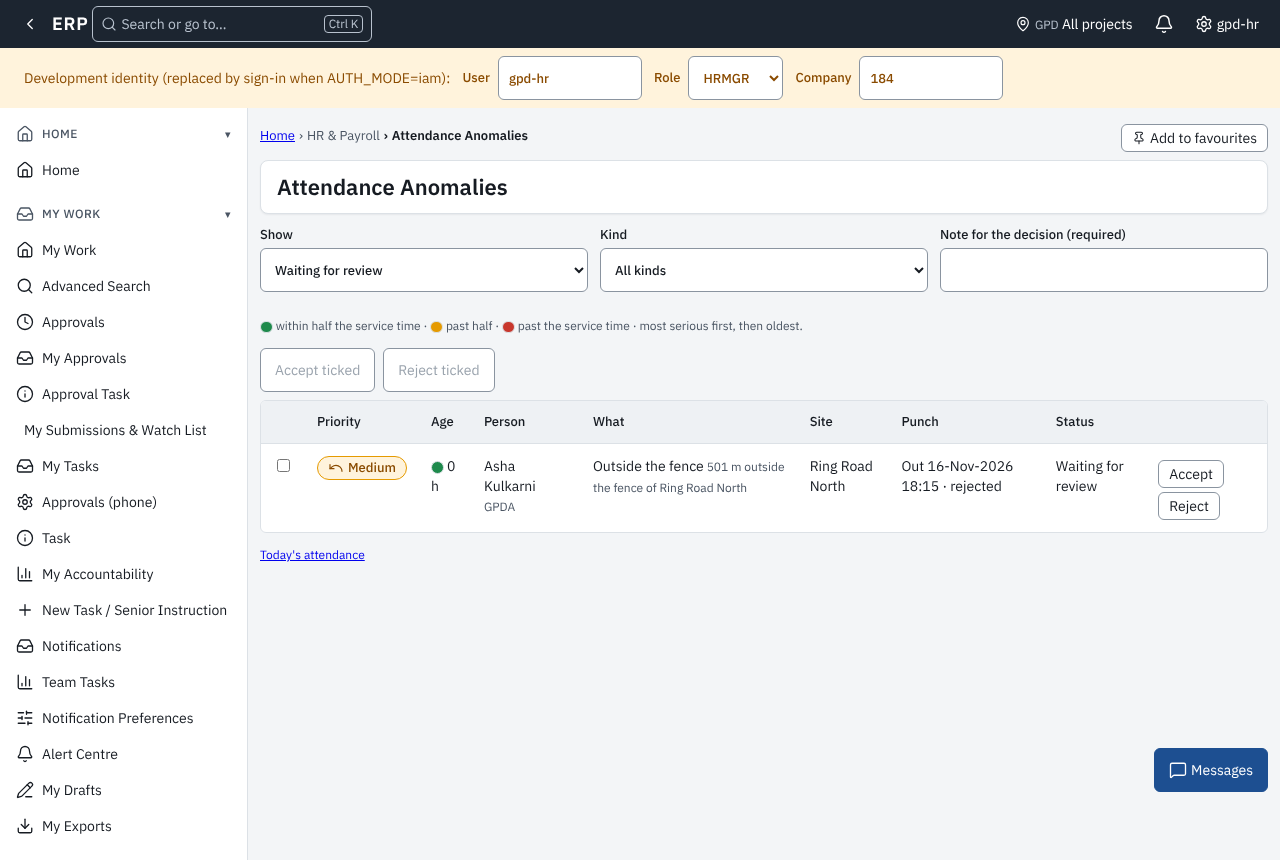 ERP
Search or go to...
Ctrl K
GPD All projects
gpd-hr
Development identity (replaced by sign-in when AUTH_MODE=iam):
User
gpd-hr
Role
HRMGR
Company
184
HOME
Home
MY WORK
My Work
Advanced Search
Approvals
My Approvals
Approval Task
My Submissions & Watch List
My Tasks
Approvals (phone)
Task
My Accountability
New Task / Senior Instruction
Notifications
Team Tasks
Notification Preferences
Alert Centre
My Drafts
My Exports
Home › HR & Payroll › Attendance Anomalies
Add to favourites
Attendance Anomalies
Show
Waiting for review
Kind
All kinds
Note for the decision (required)
within half the service time · past half · past the service time · most serious first, then oldest.
Accept ticked
Reject ticked
Priority Age Person What Site Punch Status
Medium
0
h
Asha
Kulkarni
GPDA
Outside the fence 501 m outside
the fence of Ring Road North
Ring Road
North
Out 16-Nov-2026
18:15 · rejected
Waiting for
review
Accept
Reject
Today's attendance
Messages